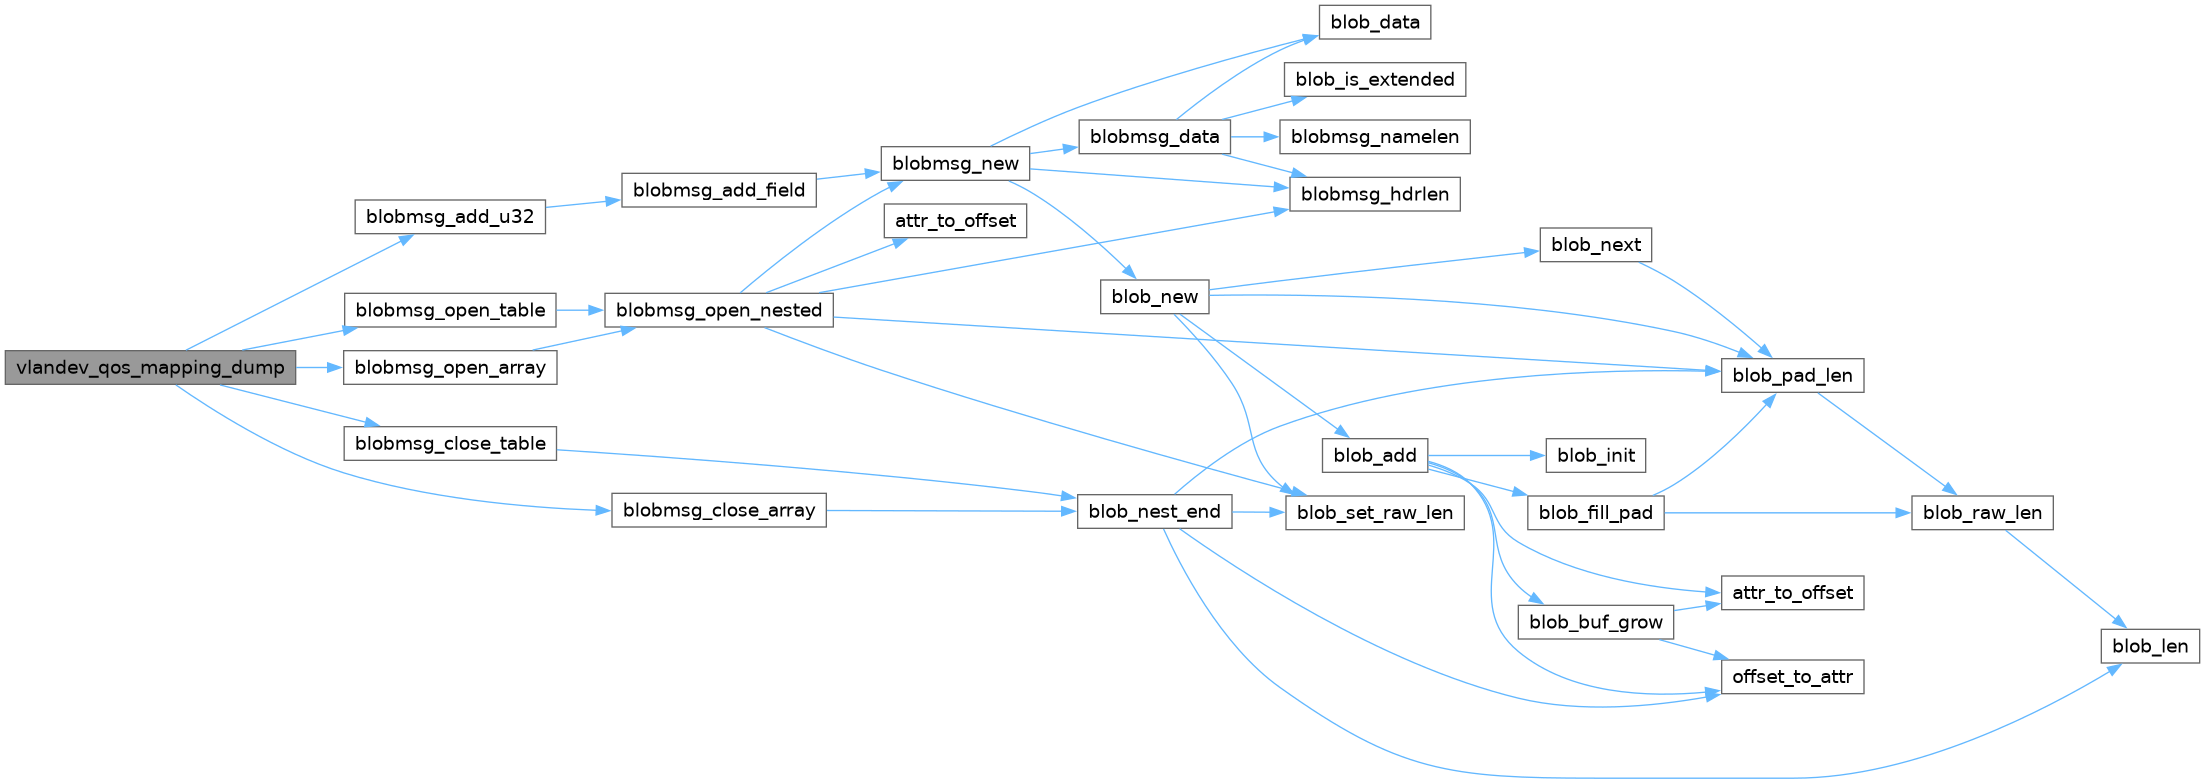 blob_data
blob_is_extended
blobmsg_data
blobmsg_namelen
blobmsg_new
blobmsg_add_field
blobmsg_hdrlen
blobmsg_add_u32
attr_to_offset
blob_next
blobmsg_open_table
blobmsg_open_nested
blob_new
vlandev_qos_mapping_dump
blobmsg_open_array
blob_pad_len
blobmsg_close_table
blob_add
blob_init
blobmsg_close_array
blob_nest_end
blob_set_raw_len
blob_fill_pad
blob_raw_len
attr_to_offset
blob_buf_grow
blob_len
offset_to_attr